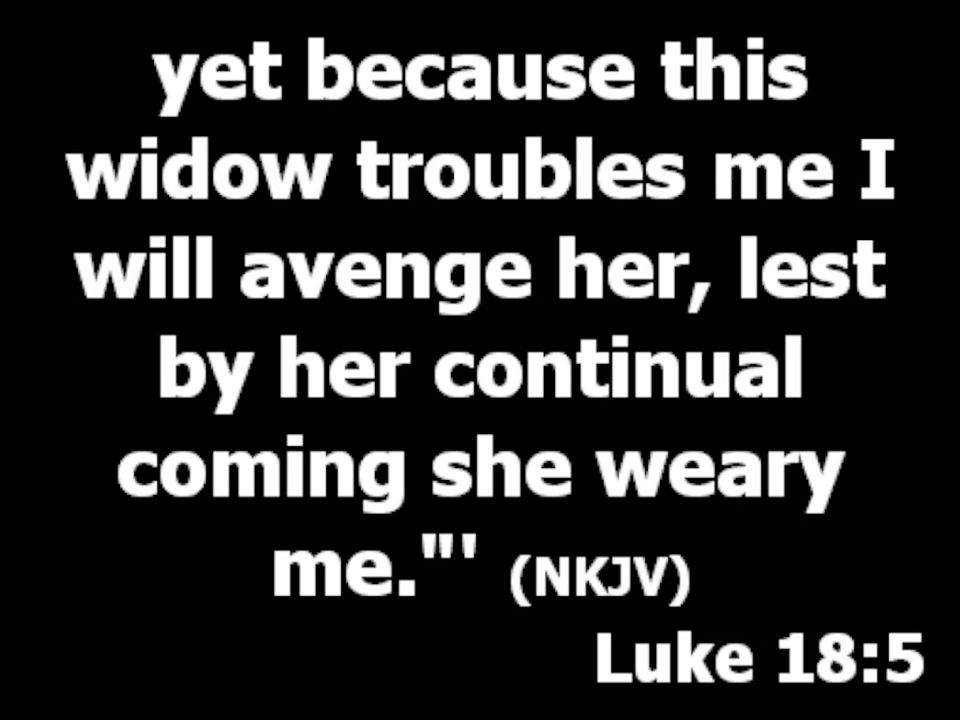 yet because this
widow troubles me I
will avenge her, lest
by her continual
coming she weary
me."' (NKJV)
Luke 18:5